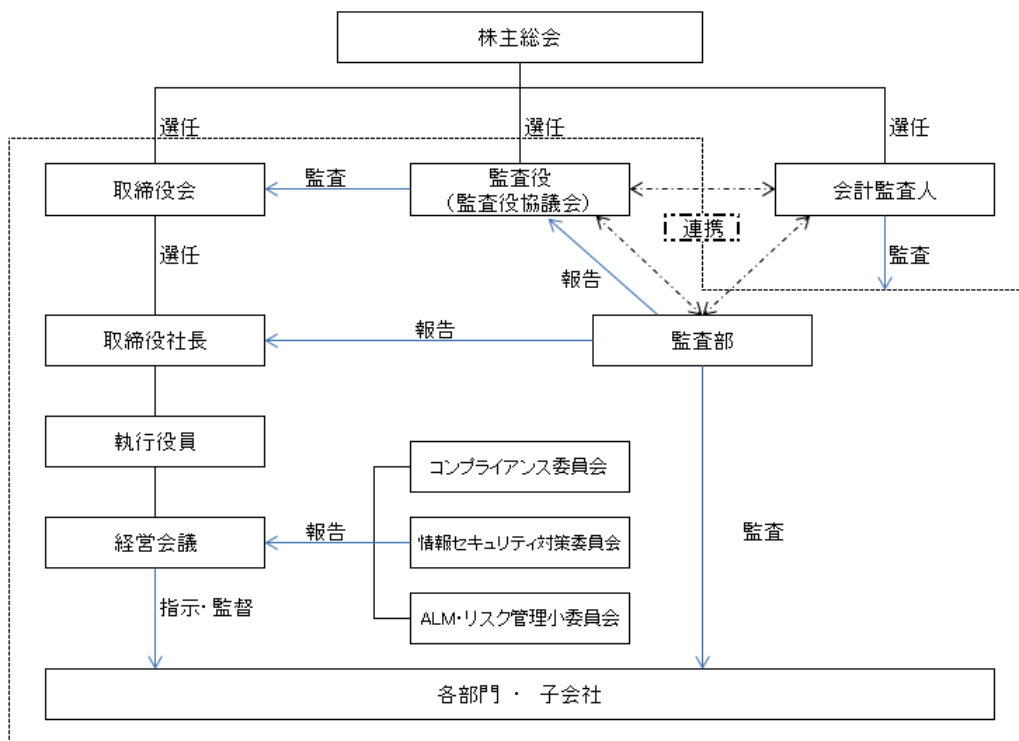 株主総会
選任
選任
選任
取締役会
監査
監査役
（監査役協議会）
会計監査人
連携
監査
選任
報告
取締役社長
報告
監査部
執行役員
コンプライアンス委員会
経営会議
報告
情報セキュリティ対策委員会
監査
指示・監督
ALM・リスク管理小委員会
各部門 ・ 子会社